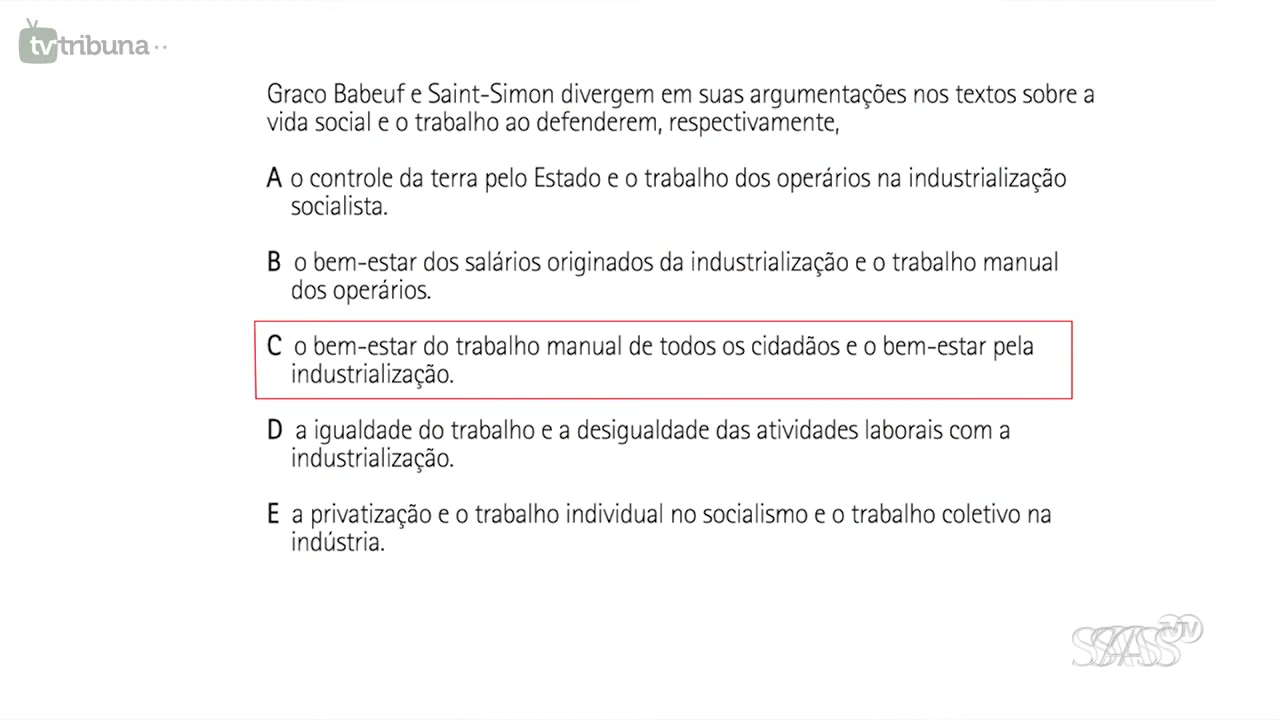 tvtribuna
Graco Babeuf e Saint-Simon divergem em suas argumentações nos textos sobre a
vida social e o trabalho ao defenderem, respectivamente,
A o controle da terra pelo Estado e o trabalho dos operários na industrialização
socialista.
B o bem-estar dos salários originados da industrialização e o trabalho manual
dos operários.
C o bem-estar do trabalho manual de todos os cidadãos e o bem-estar pela
industrialização.
D a igualdade do trabalho e a desigualdade das atividades laborais com a
industrialização.
E a privatização e o trabalho individual no socialismo e o trabalho coletivo na
indústria.